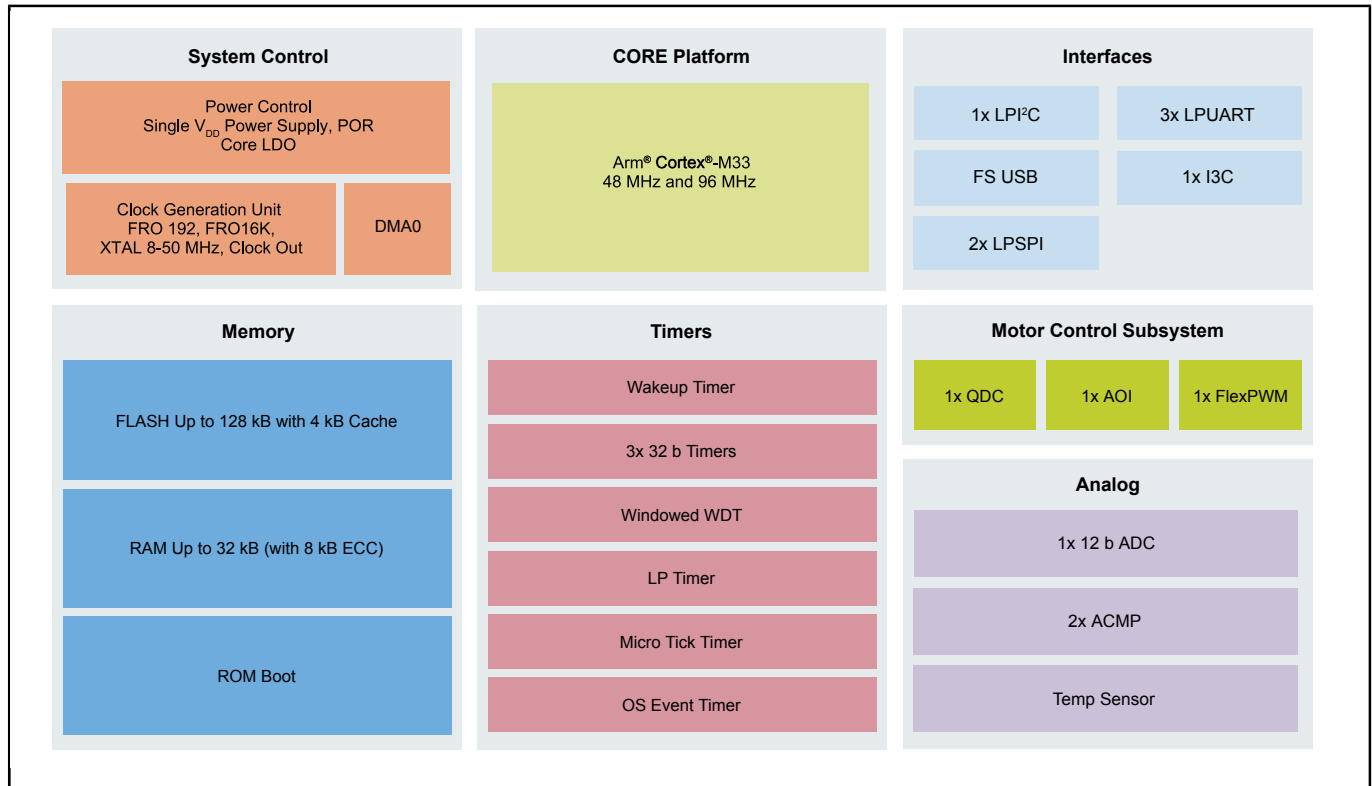 System Control
Power Control
Single VDD Power Supply, POR
Core LDO
Clock Generation Unit
FRO 192, FRO16K,
XTAL 8-50 MHz, Clock Out
DMA0
CORE Platform
Arm® Cortex®-M33
48 MHz and 96 MHz
Interfaces
1x LPI²C
3x LPUART
FS USB
1x I3C
2x LPSPI
Memory
FLASH Up to 128 kB with 4 kB Cache
RAM Up to 32 kB (with 8 kB ECC)
ROM Boot
Timers
Wakeup Timer
3x 32 b Timers
Windowed WDT
LP Timer
Micro Tick Timer
OS Event Timer
Motor Control Subsystem
1x QDC
1x AOI
1x FlexPWM
Analog
1x 12 b ADC
2x ACMP
Temp Sensor